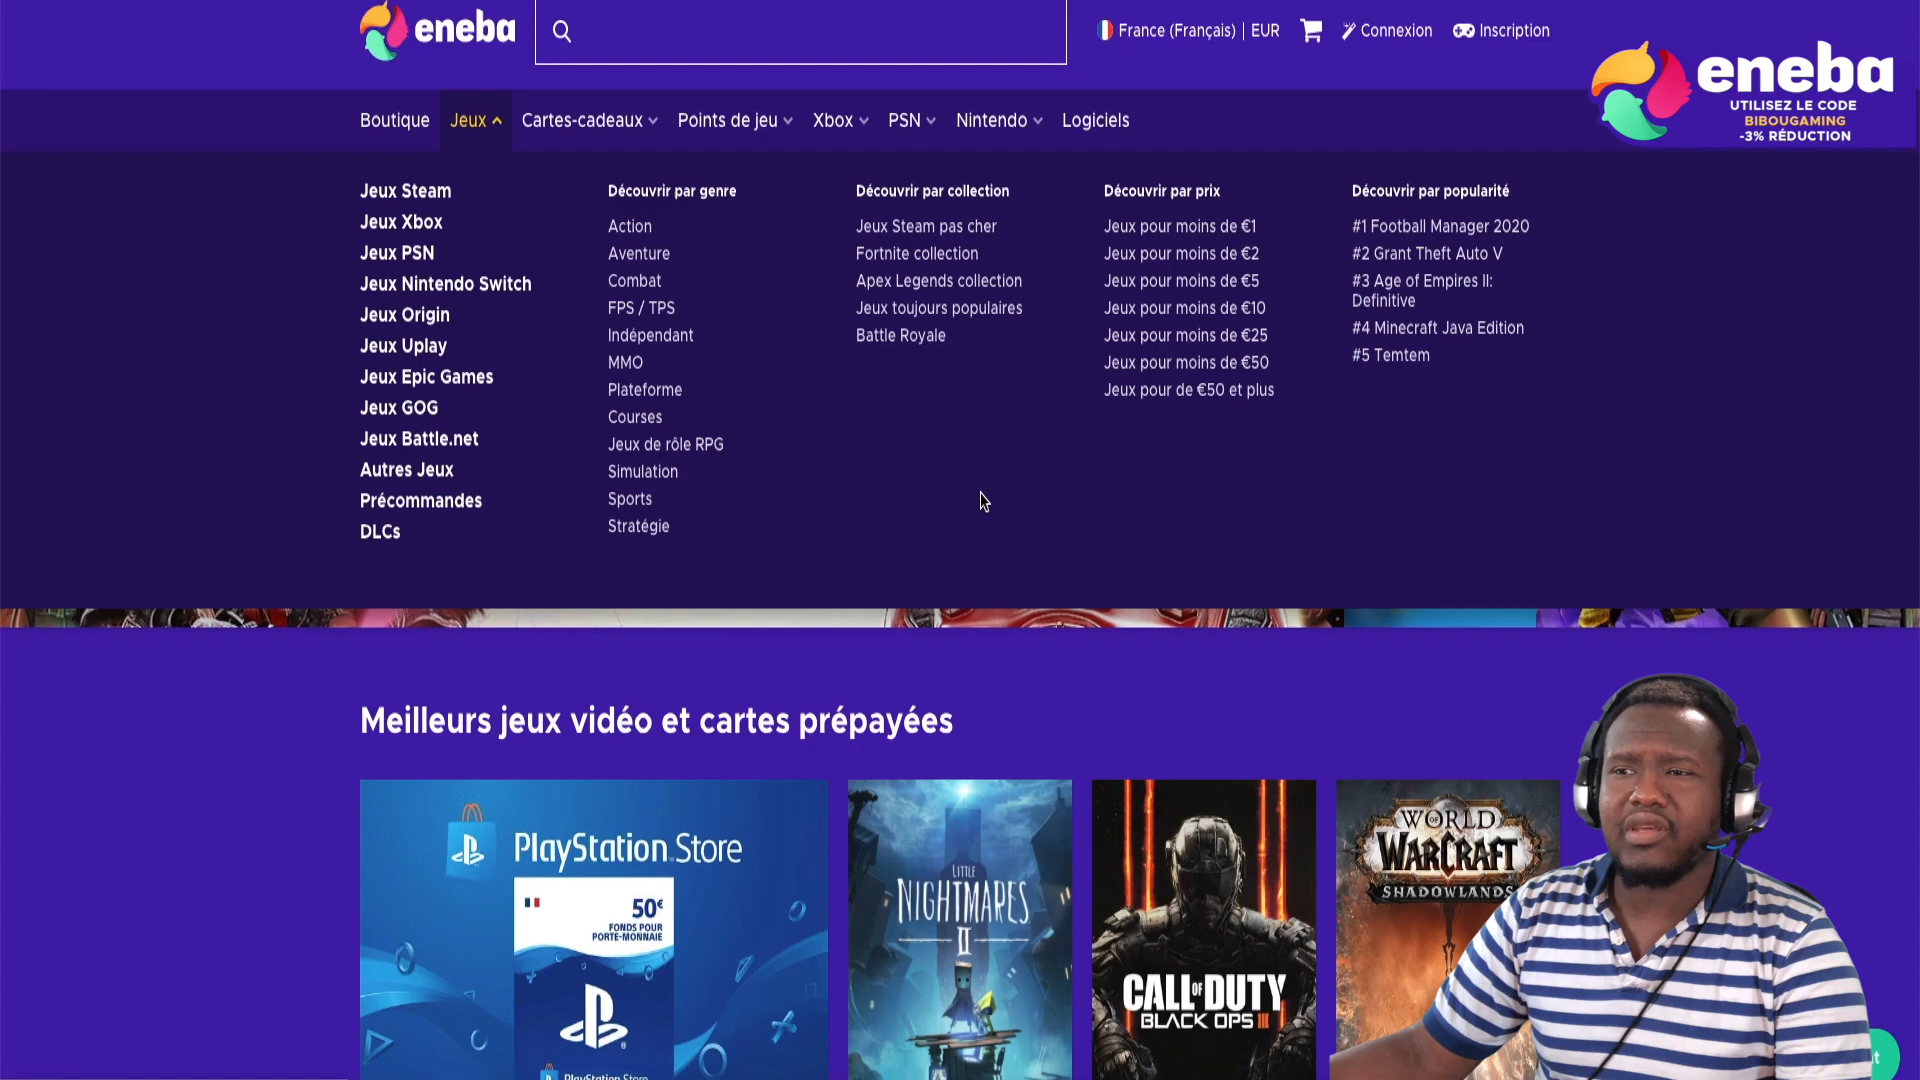 eneba
France (Français) | EUR
Connexion
Inscription
eneba
UTILISEZ LE CODE
BIBOUGAMING
-3% RÉDUCTION
Boutique
Jeux
Cartes-cadeaux
Points de jeu
Xbox
PSN
Nintendo
Logiciels
Jeux Steam
Jeux Xbox
Jeux PSN
Jeux Nintendo Switch
Jeux Origin
Jeux Uplay
Jeux Epic Games
Jeux GOG
Jeux Battle.net
Autres Jeux
Précommandes
DLCs
Découvrir par genre
Action
Aventure
Combat
FPS / TPS
Indépendant
MMO
Plateforme
Courses
Jeux de rôle RPG
Simulation
Sports
Stratégie
Découvrir par collection
Jeux Steam pas cher
Fortnite collection
Apex Legends collection
Jeux toujours populaires
Battle Royale
Découvrir par prix
Jeux pour moins de €1
Jeux pour moins de €2
Jeux pour moins de €5
Jeux pour moins de €10
Jeux pour moins de €25
Jeux pour moins de €50
Jeux pour de €50 et plus
Découvrir par popularité
#1 Football Manager 2020
#2 Grant Theft Auto V
#3 Age of Empires II:
Definitive
#4 Minecraft Java Edition
#5 Temtem
Meilleurs jeux vidéo et cartes prépayées
PlayStation Store
50€
FONDS POUR
PORTE-MONNAIE
PlayStation Store
LITTLE
NIGHTMARES
II
CALL OF DUTY
BLACK OPS III
WORLD
OF
WARCRAFT
SHADOWLANDS